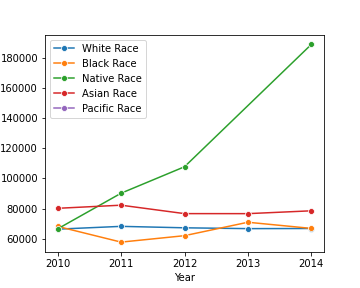 White Race
Black Race
Native Race
Asian Race
Pacific Race
180000
160000
140000
120000
100000
80000
60000
2010
2011
2012
2013
2014
Year